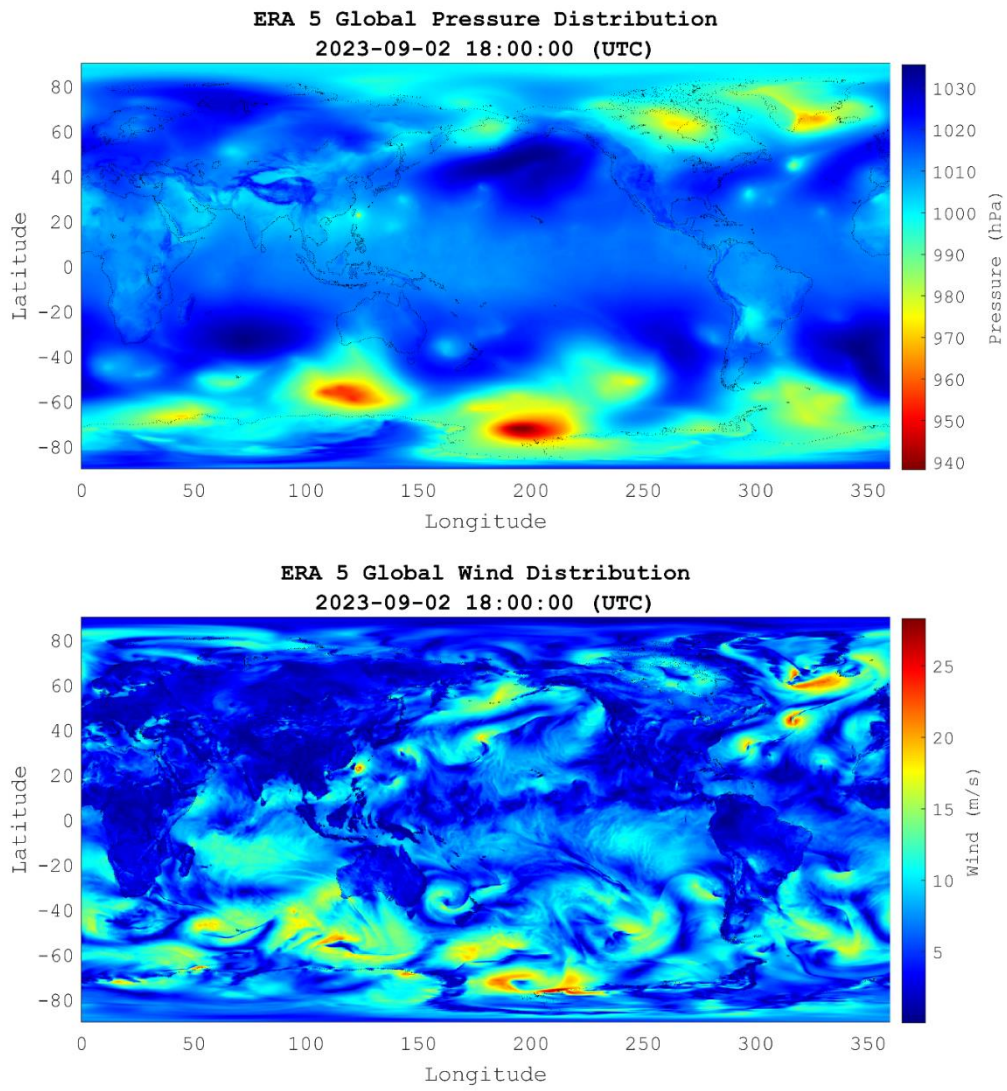 ERA 5 Global Pressure Distribution
2023-09-02 18:00:00 (UTC)
80
60
40
20
0
−20
−40
−60
−80
Latitude
0 50 100 150 200 250 300 350
Longitude
1030
1020
1010
1000
990
980
970
960
950
940
Pressure (hPa)
ERA 5 Global Wind Distribution
2023-09-02 18:00:00 (UTC)
80
60
40
20
0
−20
−40
−60
−80
Latitude
0 50 100 150 200 250 300 350
Longitude
25
20
15
10
5
Wind (m/s)